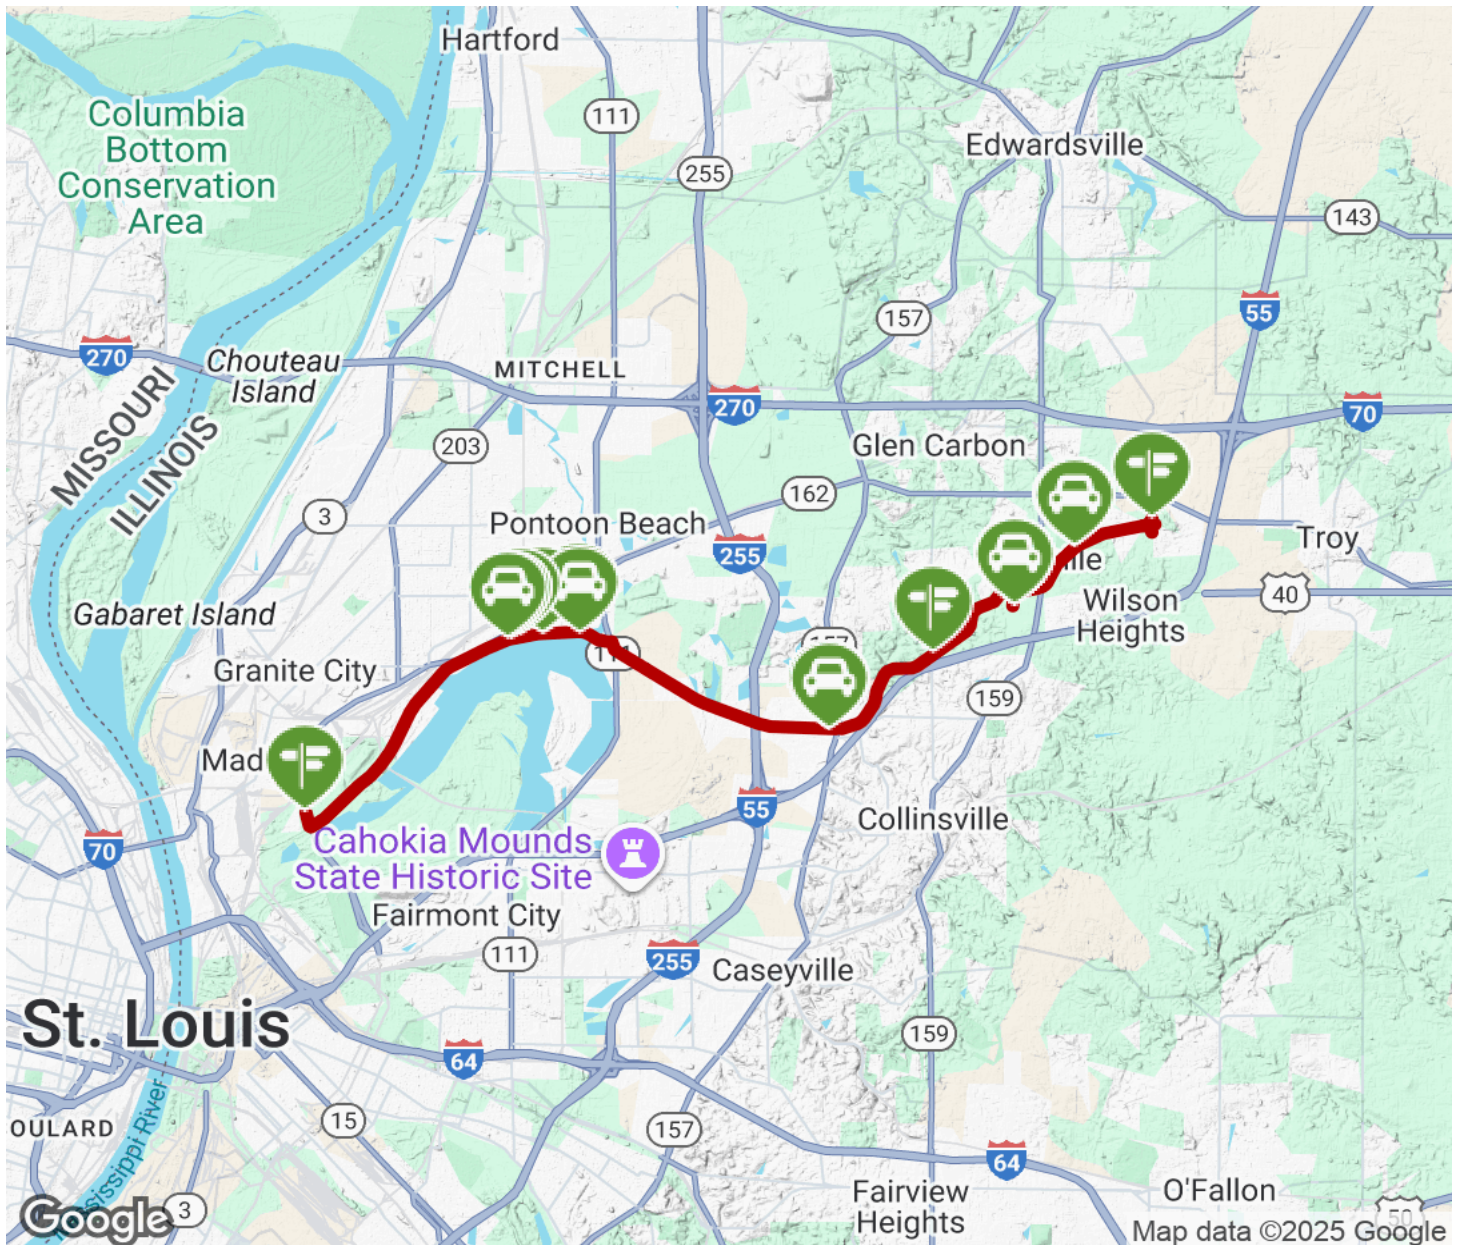 Hartford
Columbia
Bottom
Conservation
Area
111
255
Edwardsville
143
157
55
270
Chouteau
Island
MITCHELL
270
70
MISSOURI
ILLINOIS
203
Glen Carbon
3
162
Pontoon Beach
255
Troy
40
Gabaret Island
Wilson
Heights
111
157
Granite City
159
Mad
55
Collinsville
70
Cahokia Mounds
State Historic Site
Fairmont City
111
255
Caseyville
St. Louis
159
64
15
OULARD
157
64
Mississippi River
Fairview
Heights
O'Fallon
50
3
Google
Map data ©2025 Google